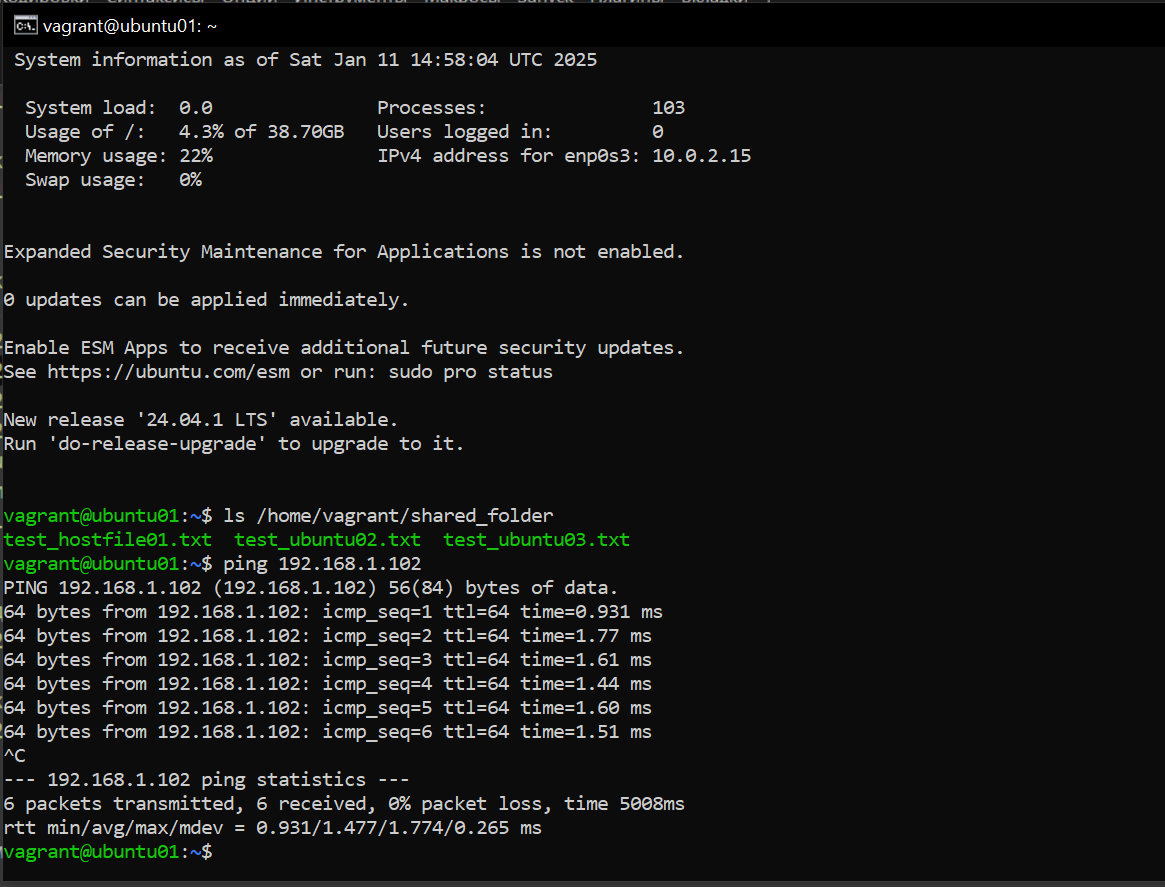 vagrant@ubuntu01: ~
System information as of Sat Jan 11 14:58:04 UTC 2025
System load:  0.0               Processes:               103
Usage of /:   4.3% of 38.70GB   Users logged in:         0
Memory usage: 22%               IPv4 address for enp0s3: 10.0.2.15
Swap usage:   0%
Expanded Security Maintenance for Applications is not enabled.
0 updates can be applied immediately.
Enable ESM Apps to receive additional future security updates.
See https://ubuntu.com/esm or run: sudo pro status
New release '24.04.1 LTS' available.
Run 'do-release-upgrade' to upgrade to it.
vagrant@ubuntu01:~$ ls /home/vagrant/shared_folder
test_hostfile01.txt  test_ubuntu02.txt  test_ubuntu03.txt
vagrant@ubuntu01:~$ ping 192.168.1.102
PING 192.168.1.102 (192.168.1.102) 56(84) bytes of data.
64 bytes from 192.168.1.102: icmp_seq=1 ttl=64 time=0.931 ms
64 bytes from 192.168.1.102: icmp_seq=2 ttl=64 time=1.77 ms
64 bytes from 192.168.1.102: icmp_seq=3 ttl=64 time=1.61 ms
64 bytes from 192.168.1.102: icmp_seq=4 ttl=64 time=1.44 ms
64 bytes from 192.168.1.102: icmp_seq=5 ttl=64 time=1.60 ms
64 bytes from 192.168.1.102: icmp_seq=6 ttl=64 time=1.51 ms
^C
--- 192.168.1.102 ping statistics ---
6 packets transmitted, 6 received, 0% packet loss, time 5008ms
rtt min/avg/max/mdev = 0.931/1.477/1.774/0.265 ms
vagrant@ubuntu01:~$